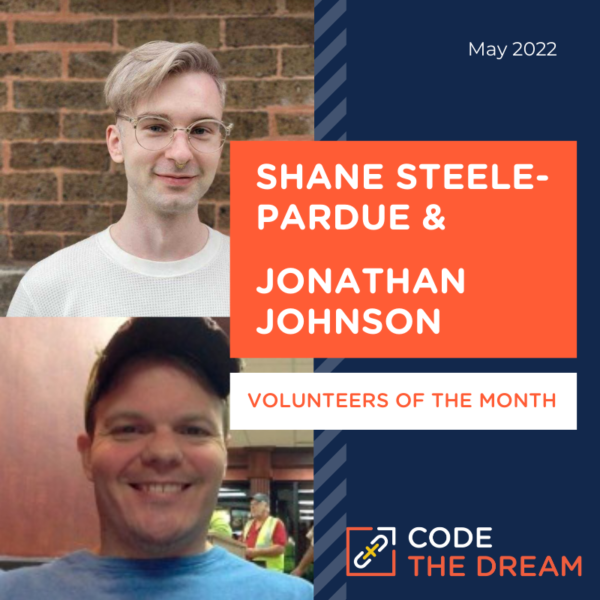 May 2022
SHANE STEELE-
PARDUE &
JONATHAN
JOHNSON
VOLUNTEERS OF THE MONTH
CODE
THE DREAM